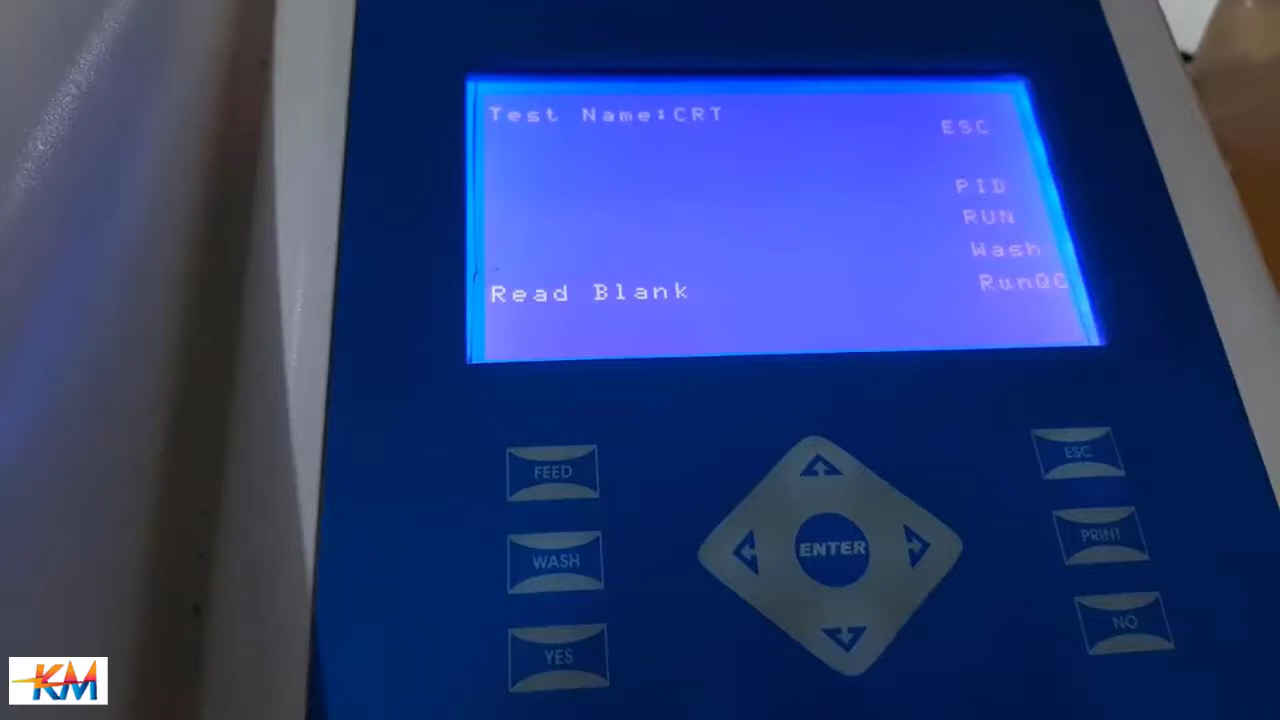 Test Name:CRT
ESC
PID
RUN
Wash
RunQC
Read Blank
FEED
WASH
YES
ENTER
ESC
PRINT
NO
KM